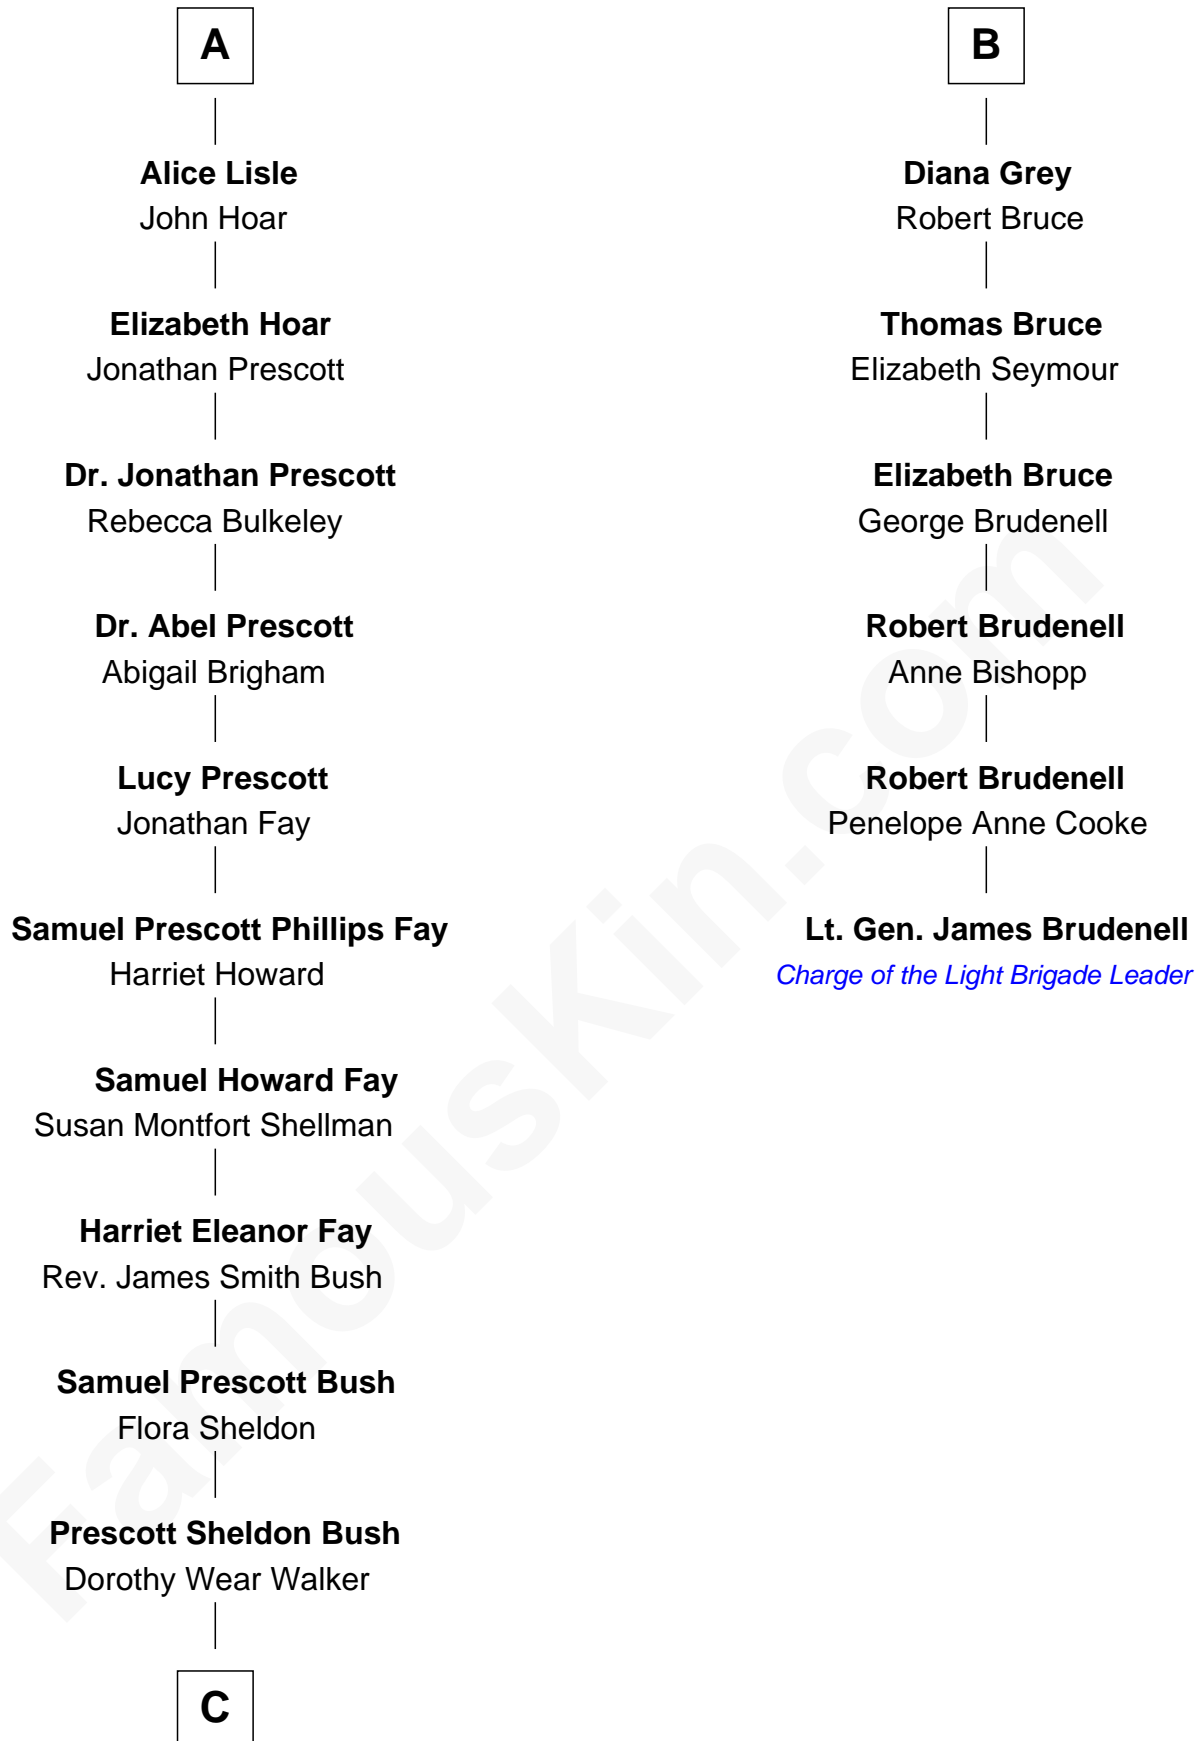 A
Alice Lisle
John Hoar
Elizabeth Hoar
Jonathan Prescott
Dr. Jonathan Prescott
Rebecca Bulkeley
Dr. Abel Prescott
Abigail Brigham
Lucy Prescott
Jonathan Fay
Samuel Prescott Phillips Fay
Harriet Howard
Samuel Howard Fay
Susan Montfort Shellman
Harriet Eleanor Fay
Rev. James Smith Bush
Samuel Prescott Bush
Flora Sheldon
Prescott Sheldon Bush
Dorothy Wear Walker
C
B
Diana Grey
Robert Bruce
Thomas Bruce
Elizabeth Seymour
Elizabeth Bruce
George Brudenell
Robert Brudenell
Anne Bishopp
Robert Brudenell
Penelope Anne Cooke
Lt. Gen. James Brudenell
Charge of the Light Brigade Leader
FamousKin.com